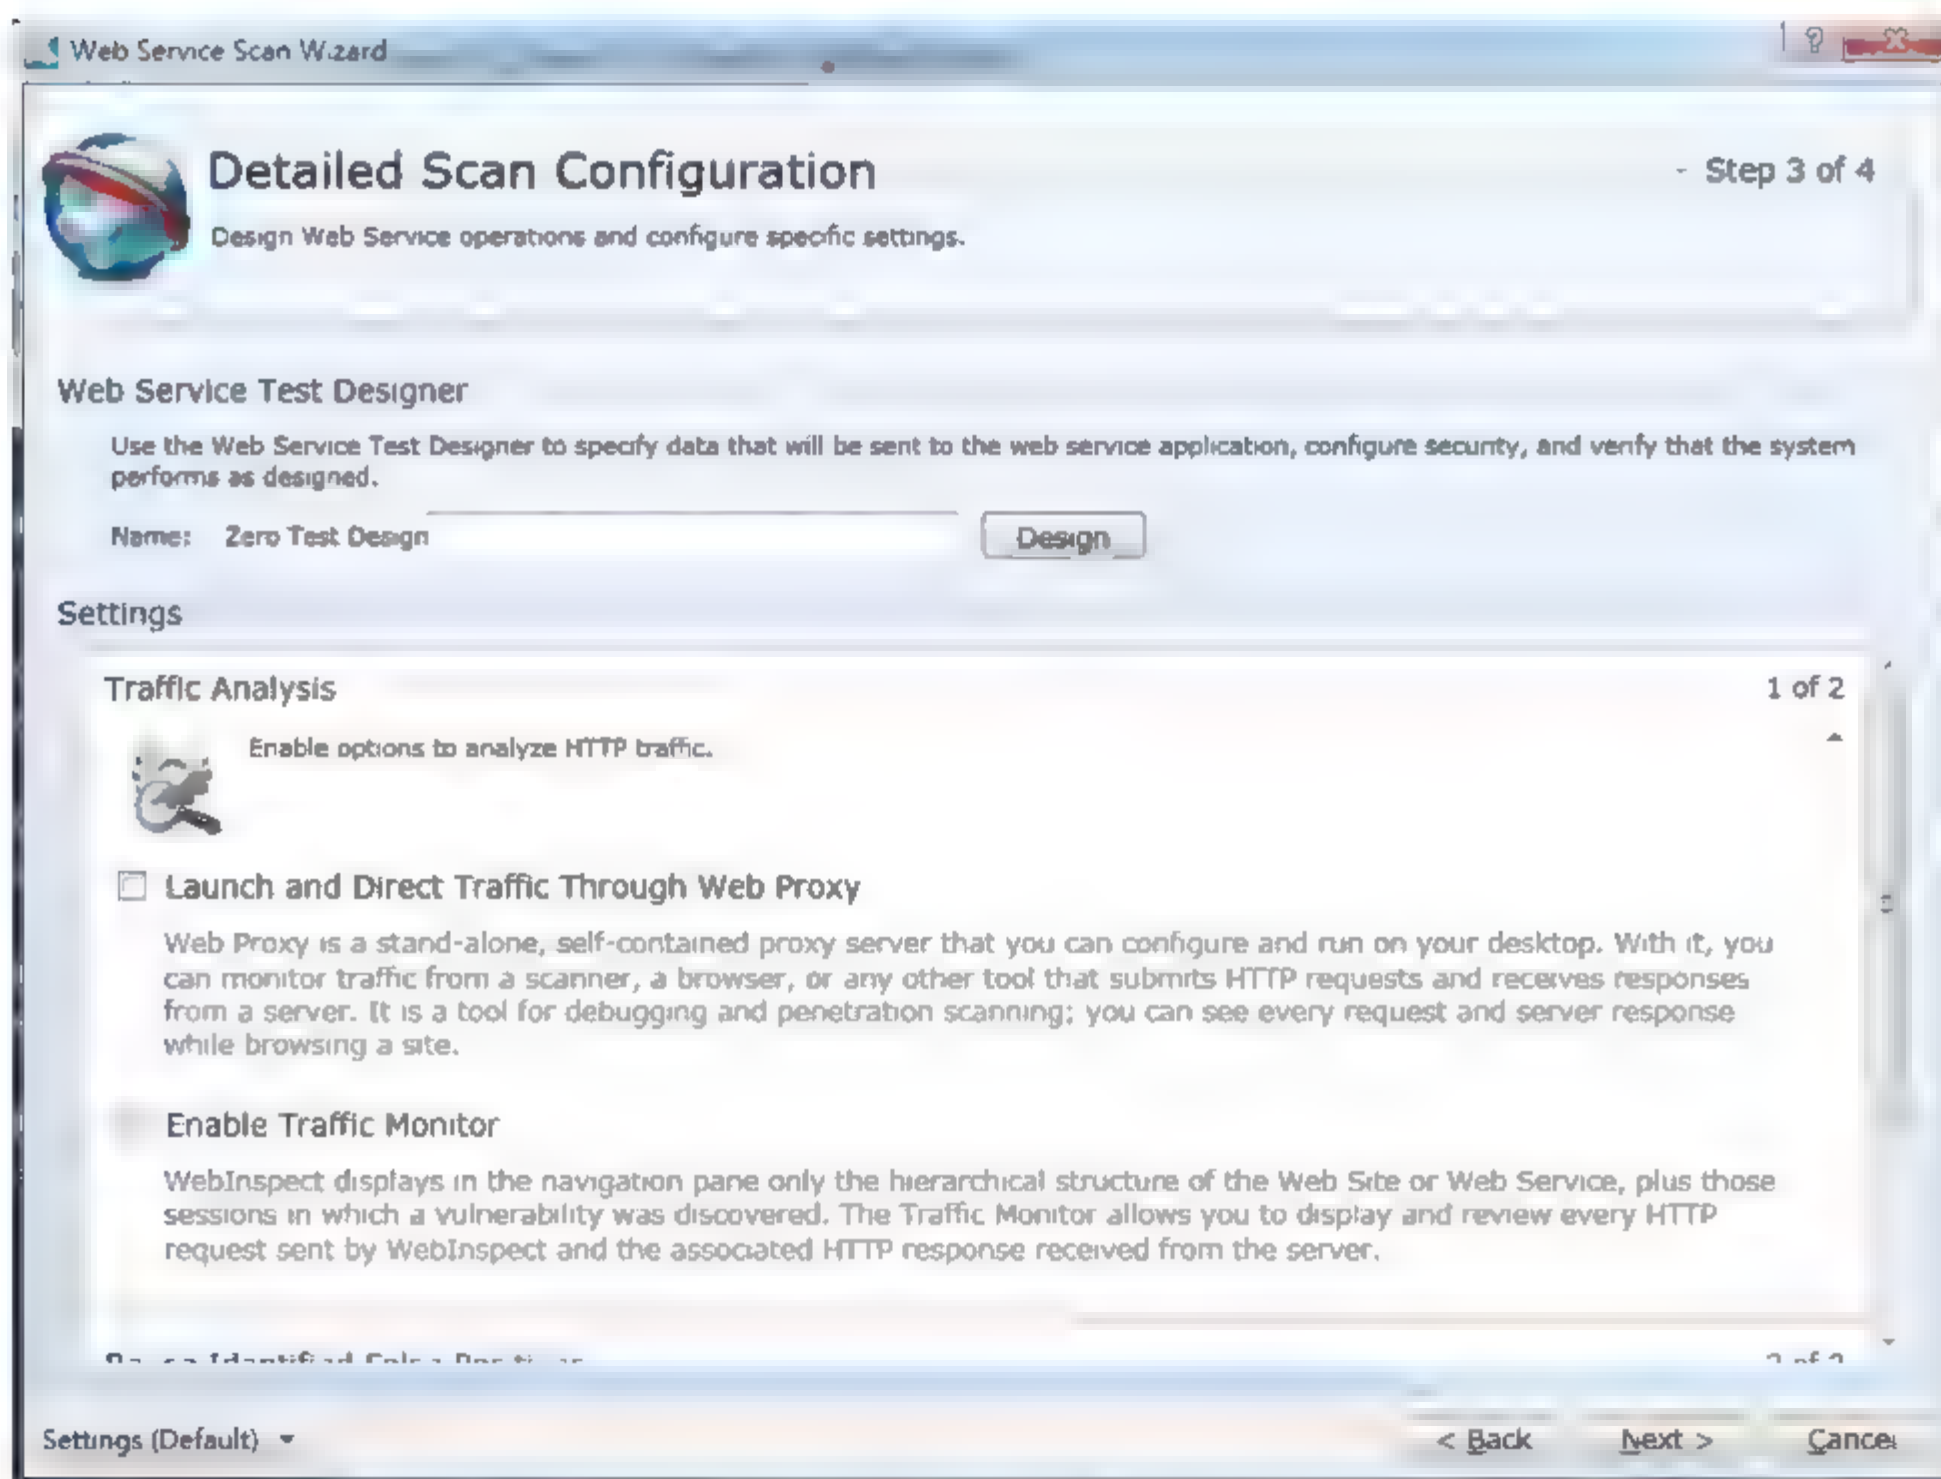 Web Service Scan Wizard
Detailed Scan Configuration
- Step 3 of 4
Design Web Service operations and configure specific settings.
Web Service Test Designer
Use the Web Service Test Designer to specify data that will be sent to the web service application, configure security, and verify that the system
performs as designed.
Name: Zero Test Design
Design
Settings
Traffic Analysis
1 of 2
Enable options to analyze HTTP traffic.
Launch and Direct Traffic Through Web Proxy
Web Proxy is a stand-alone, self-contained proxy server that you can configure and run on your desktop. With it, you
can monitor traffic from a scanner, a browser, or any other tool that submits HTTP requests and receives responses
from a server. It is a tool for debugging and penetration scanning; you can see every request and server response
while browsing a site.
Enable Traffic Monitor
WebInspect displays in the navigation pane only the hierarchical structure of the Web Site or Web Service, plus those
sessions in which a vulnerability was discovered. The Traffic Monitor allows you to display and review every HTTP
request sent by WebInspect and the associated HTTP response received from the server.
Identified False
2 of 2
Settings (Default)
< Back
Next >
Cancel